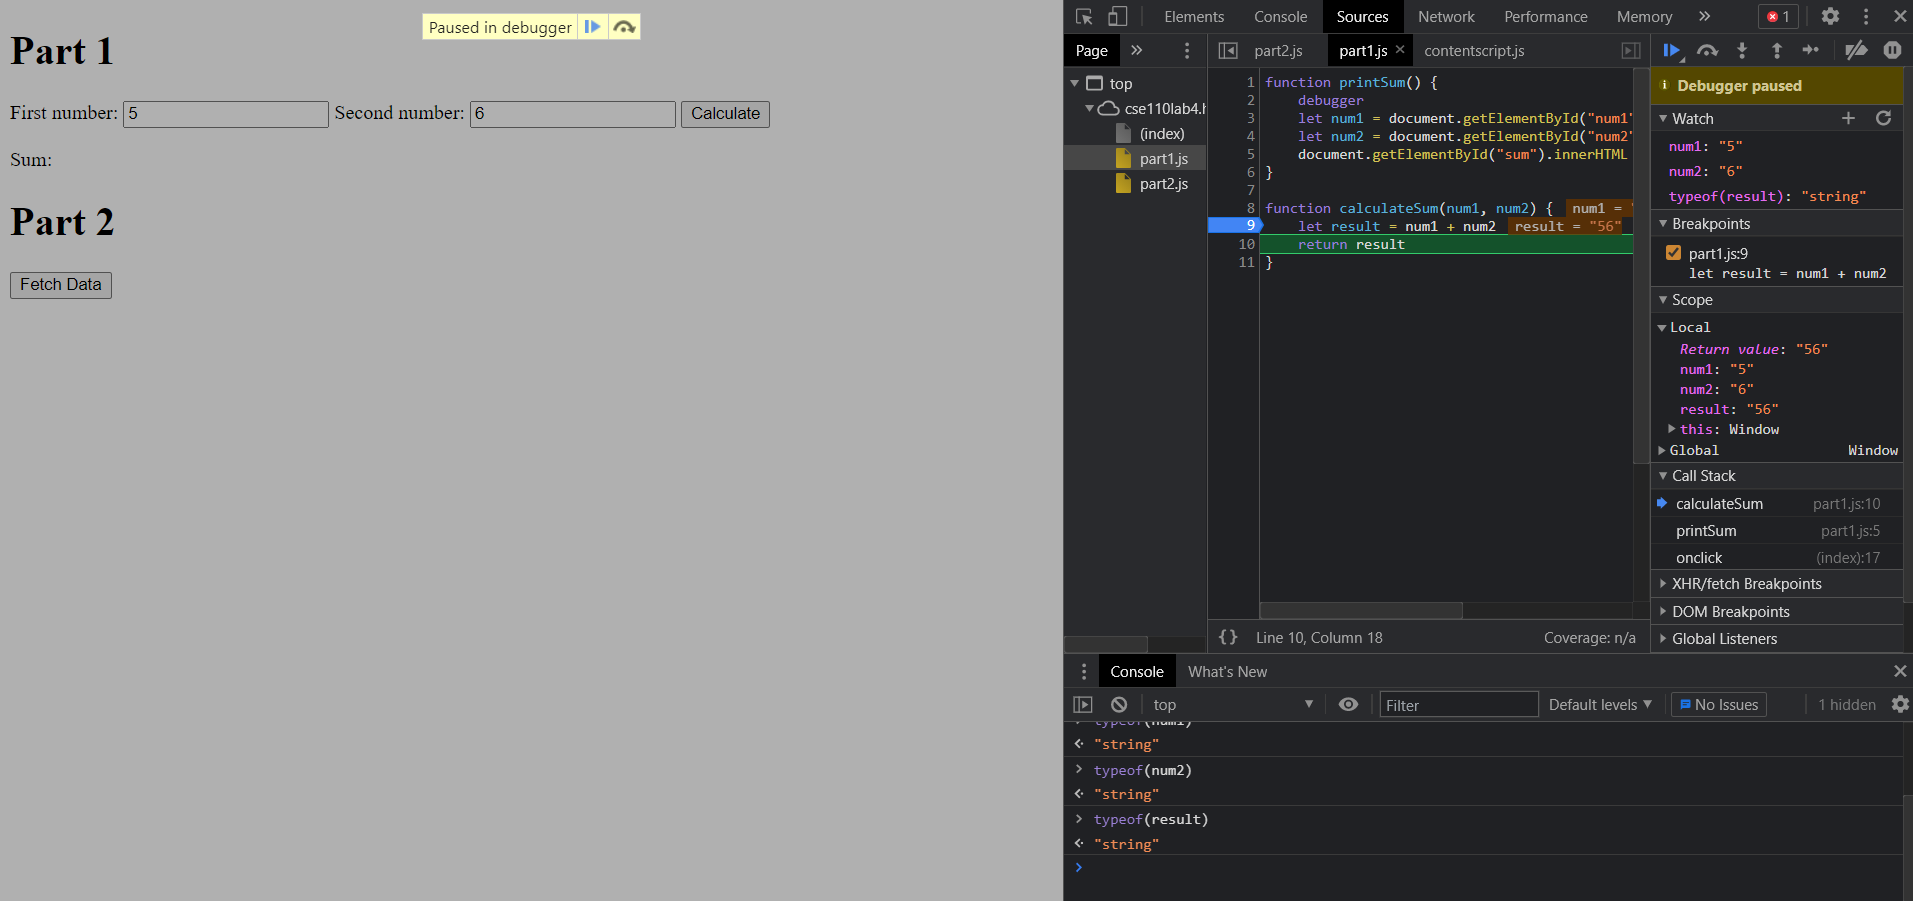 Paused in debugger
Part 1
First number: 5 Second number: 6 Calculate
Sum:
Part 2
Fetch Data
Elements Console Sources Network Performance Memory » 1
Page »
part2.js part1.js × contentscript.js
top
cse110lab4.h
(index)
part1.js
part2.js
1 function printSum() {
2 debugger
3 let num1 = document.getElementById("num1"
4 let num2 = document.getElementById("num2"
5 document.getElementById("sum").innerHTML
6 }
7
8 function calculateSum(num1, num2) { num1 = "
9 let result = num1 + num2 result = "56"
10 return result
11 }
{} Line 10, Column 18 Coverage: n/a
Debugger paused
Watch
num1: "5"
num2: "6"
typeof(result): "string"
Breakpoints
part1.js:9
let result = num1 + num2
Scope
Local
Return value: "56"
num1: "5"
num2: "6"
result: "56"
this: Window
Global Window
Call Stack
calculateSum part1.js:10
printSum part1.js:5
onclick (index):17
XHR/fetch Breakpoints
DOM Breakpoints
Global Listeners
Console What's New
top Filter Default levels No Issues 1 hidden
typeof(num1)
"string"
typeof(num2)
"string"
typeof(result)
"string"